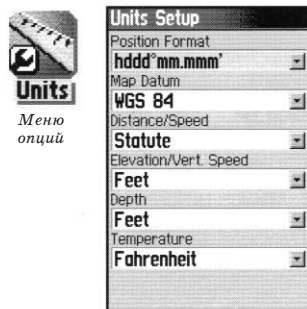 Units
Меню
опций
Units Setup
Position Format
hddd°mm.mmm'
Map Datum
WGS 84
Distance/Speed
Statute
Elevation/Vert. Speed
Feet
Depth
Feet
Temperature
Fahrenheit